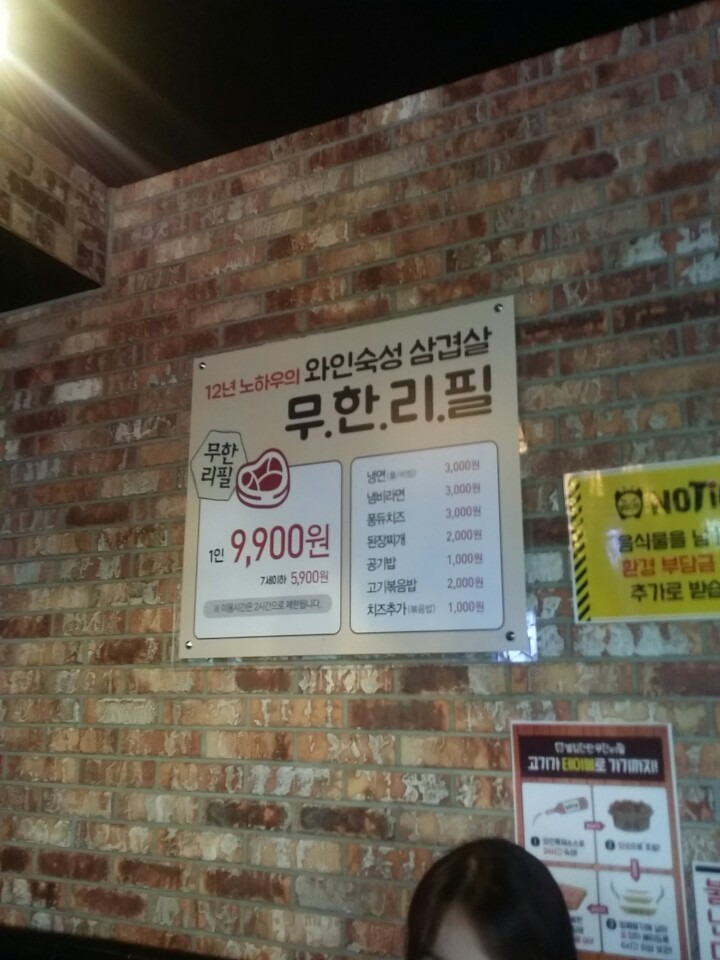 12년 노하우의 와인숙성 삼겹살
무.한.리.필
무한
리필
1인 9,900원
7세이하 5,900원
※ 이용시간은 2시간으로 제한됩니다.
냉면 3,000원
냄비라면 3,000원
퐁듀치즈 3,000원
된장찌개 2,000원
공기밥 1,000원
고기볶음밥 2,000원
치즈추가(볶음밥) 1,000원
NOTI
음식물을 남
환경 부담금
추가로 받습
고기가 테이블로 가기까지!